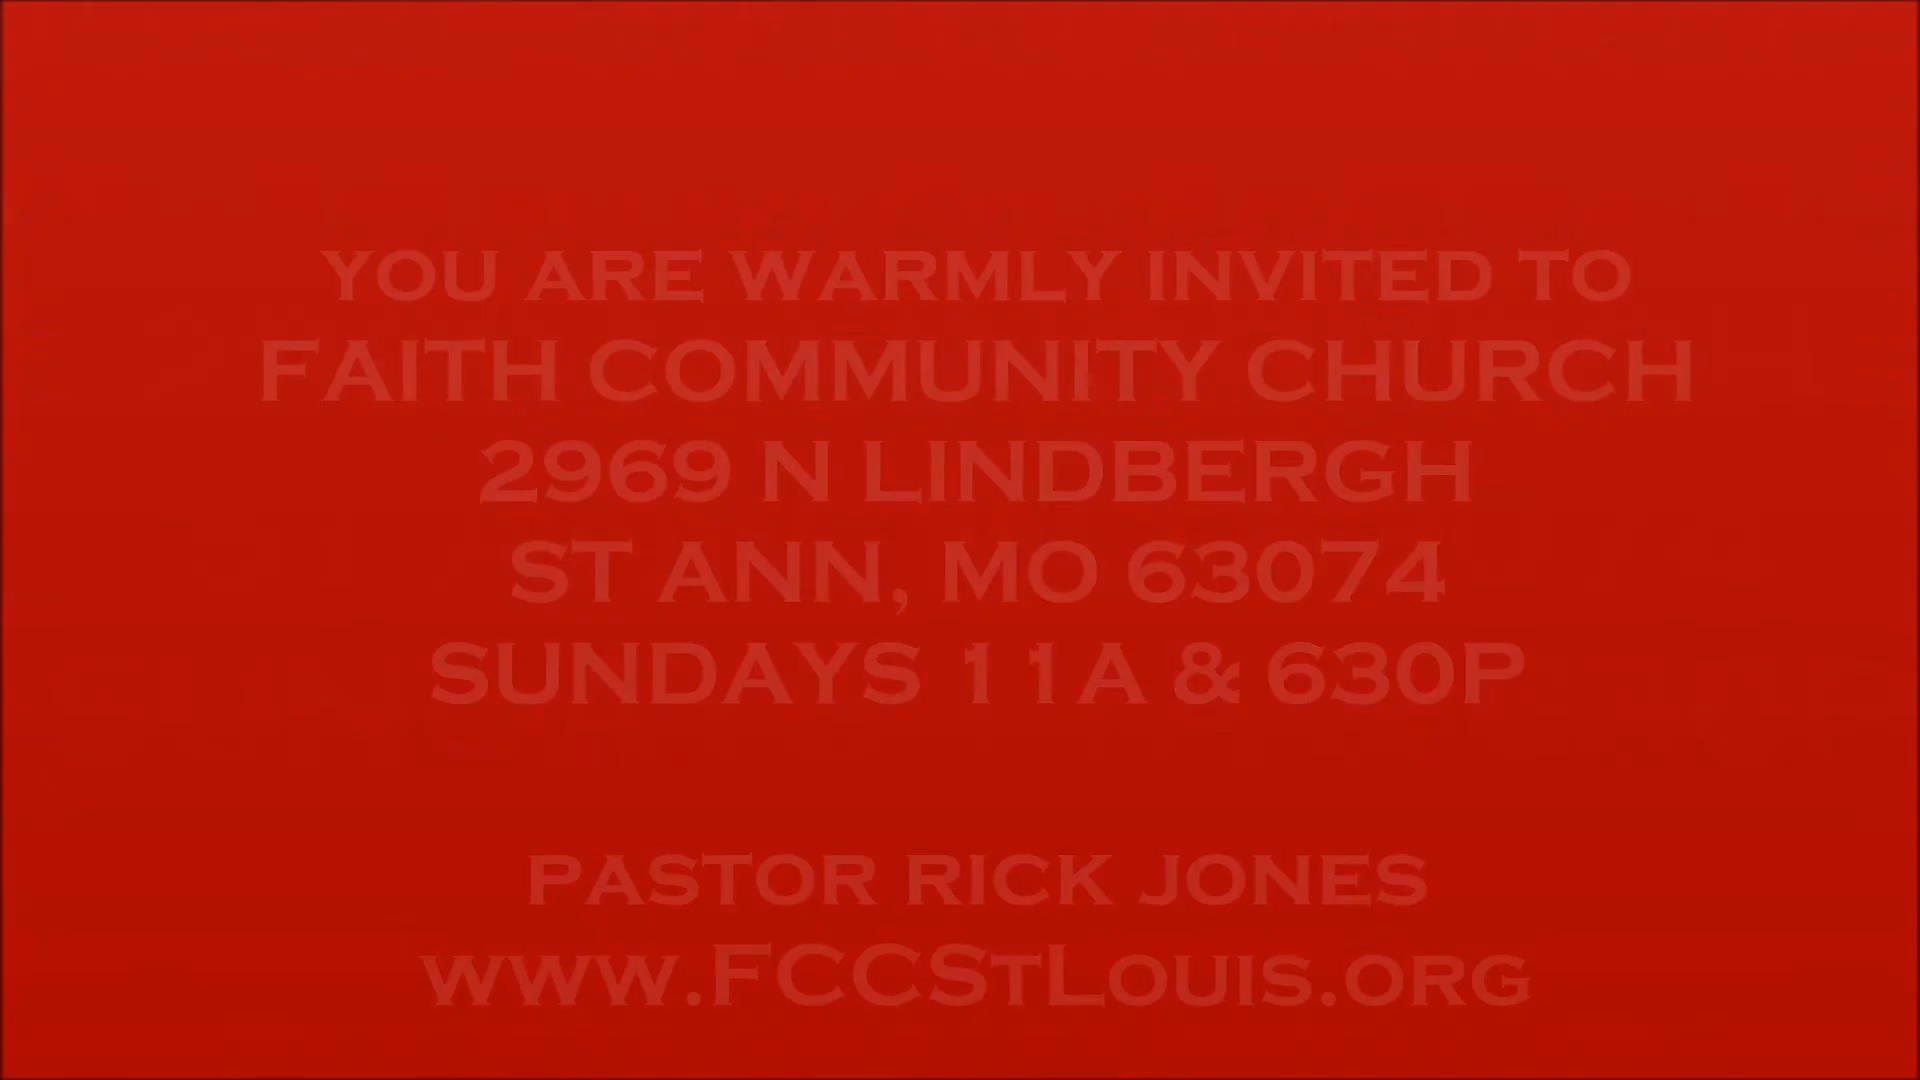 YOU ARE WARMLY INVITED TO
FAITH COMMUNITY CHURCH
2969 N LINDBERGH
ST ANN, MO 63074
SUNDAYS 11A & 630P
PASTOR RICK JONES
WWW.FCCSTLOUIS.ORG